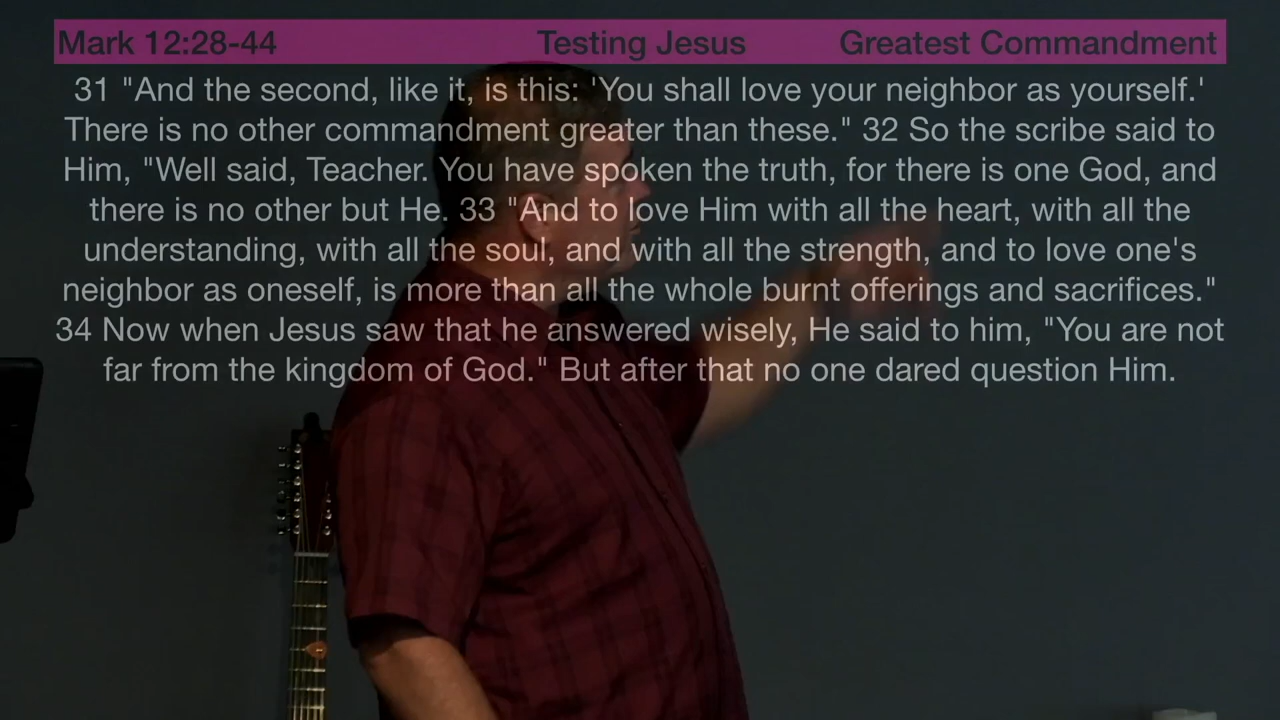 Mark 12:28-44 Testing Jesus Greatest Commandment
31 "And the second, like it, is this: 'You shall love your neighbor as yourself.'
There is no other commandment greater than these." 32 So the scribe said to
Him, "Well said, Teacher. You have spoken the truth, for there is one God, and
there is no other but He. 33 "And to love Him with all the heart, with all the
understanding, with all the soul, and with all the strength, and to love one's
neighbor as oneself, is more than all the whole burnt offerings and sacrifices."
34 Now when Jesus saw that he answered wisely, He said to him, "You are not
far from the kingdom of God." But after that no one dared question Him.